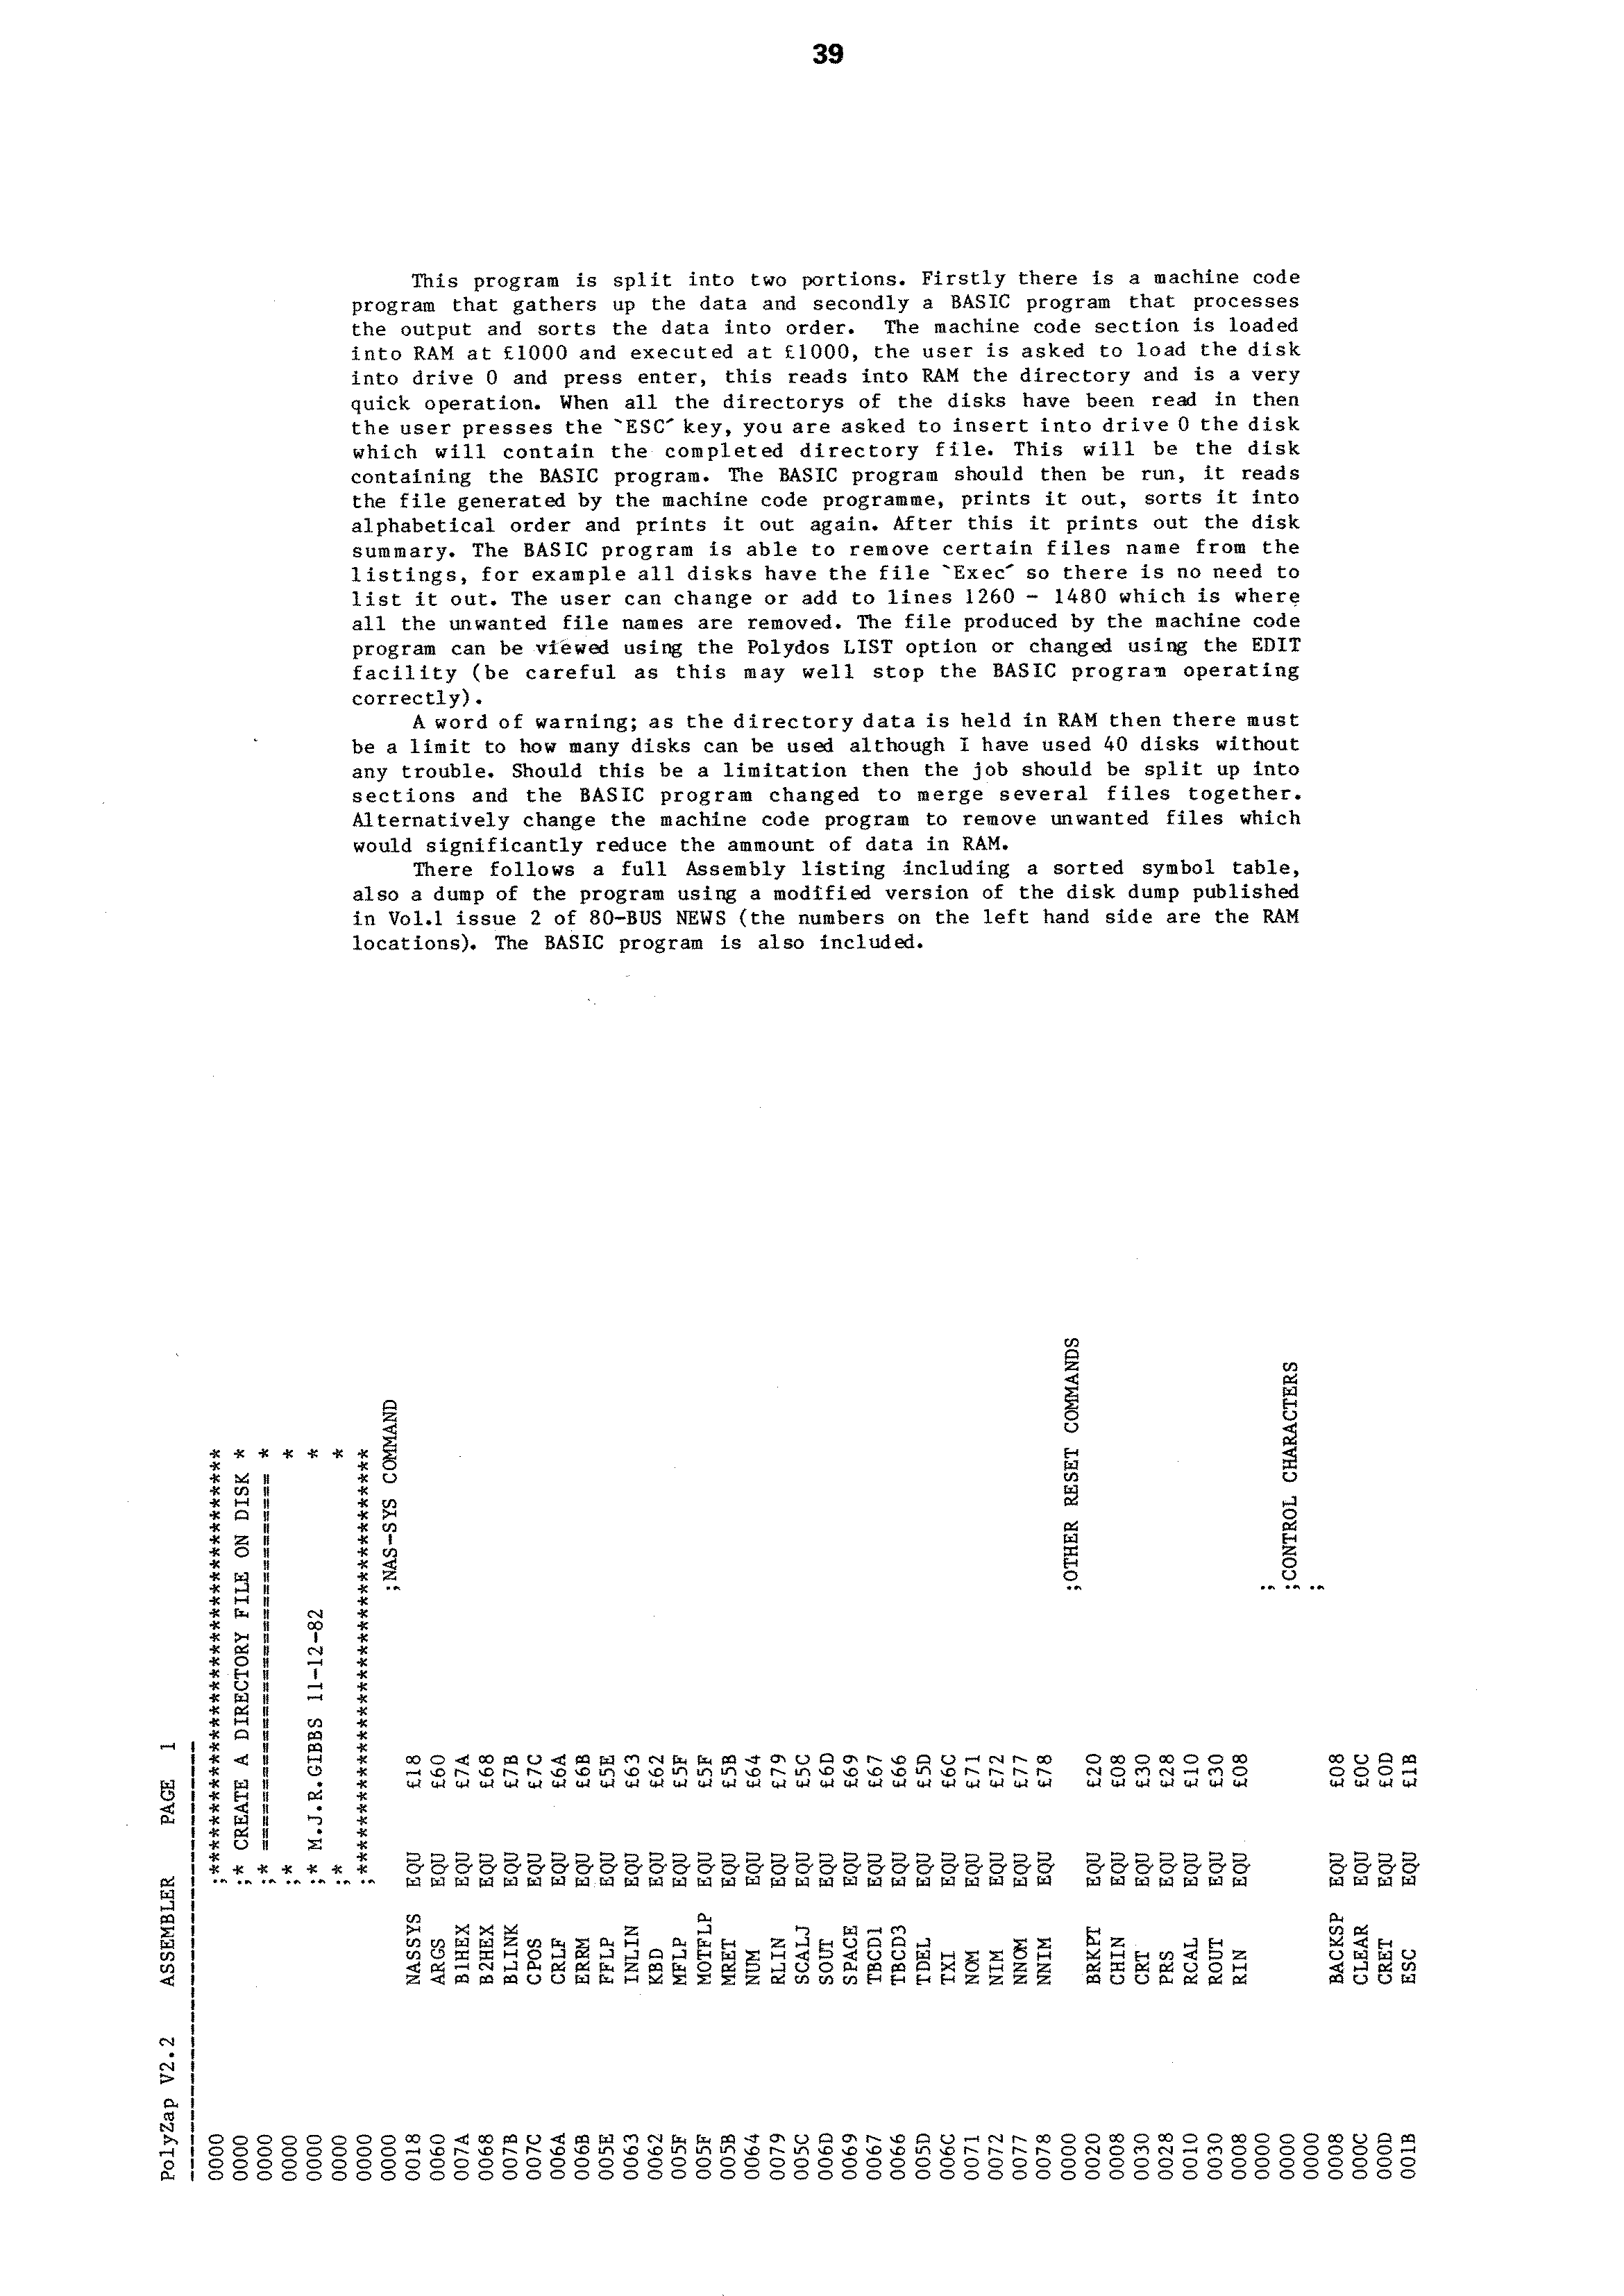 39
This program is split into two portions. Firstly there is a machine code
program that gathers up the data and secondly a BASIC program that processes
the output and sorts the data into order. The machine code section is loaded
into RAM at £1000 and executed at £1000, the user is asked to load the disk
into drive 0 and press enter, this reads into RAM the directory and is a very
quick operation. When all the directorys of the disks have been read in then
the user presses the `ESC´ key, you are asked to insert into drive 0 the disk
which will contain the completed directory file. This will be the disk
containing the BASIC program. The BASIC program should then be run, it reads
the file generated by the machine code programme, prints it out, sorts it into
alphabetical order and prints it out again. After this it prints out the disk
summary. The BASIC program is able to remove certain files name from the
listings, for example all disks have the file `Exec´ so there is no need to
list it out. The user can change or add to lines 1260 - 1480 which is where
all the unwanted file names are removed. The file produced by the machine code
program can be viewed using the Polydos LIST option or changed using the EDIT
facility (be careful as this may well stop the BASIC program operating
correctly).
A word of warning; as the directory data is held in RAM then there must
be a limit to how many disks can be used although I have used 40 disks without
any trouble. Should this be a limitation then the job should be split up into
sections and the BASIC program changed to merge several files together.
Alternatively change the machine code program to remove unwanted files which
would significantly reduce the ammount of data in RAM.
There follows a full Assembly listing including a sorted symbol table,
also a dump of the program using a modified version of the disk dump published
in Vol.1 issue 2 of 80-BUS NEWS (the numbers on the left hand side are the RAM
locations). The BASIC program is also included.
PolyZap V2.2 ASSEMBLER PAGE 1
---------------------------------------------
0000 ;***********************************
0000 ;* CREATE A DIRECTORY FILE ON DISK *
0000 ;* =============================== *
0000 ;* *
0000 ;* M.J.R.GIBBS 11-12-82 *
0000 ;* *
0000 ;***********************************
0000 ;NAS-SYS COMMAND
0018 NASSYS EQU £18
0060 ARGS EQU £60
007A B1HEX EQU £7A
0068 B2HEX EQU £68
007B BLINK EQU £7B
007C CPOS EQU £7C
006A CRLF EQU £6A
006B ERRM EQU £6B
005E FFLP EQU £5E
0063 INLIN EQU £63
0062 KBD EQU £62
005F MFLP EQU £5F
005F MOTFLP EQU £5F
005B MRET EQU £5B
0064 NUM EQU £64
0079 RLIN EQU £79
005C SCALJ EQU £5C
006D SOUT EQU £6D
0069 SPACE EQU £69
0067 TBCD1 EQU £67
0066 TBCD3 EQU £66
005D TDEL EQU £5D
006C TX1 EQU £6C
0071 NOM EQU £71
0072 NIM EQU £72
0077 NNOM EQU £77
0078 NNIM EQU £78
0000 ;OTHER RESET COMMANDS
0020 BRKPT EQU £20
0008 CHIN EQU £08
0030 CRT EQU £30
0028 PRS EQU £28
0010 RCAL EQU £10
0030 ROUT EQU £30
0008 RIN EQU £08
0000 ;
0000 ;CONTROL CHARACTERS
0000 ;
0008 BACKSP EQU £08
000C CLEAR EQU £0C
000D CRET EQU £0D
001B ESC EQU £1B